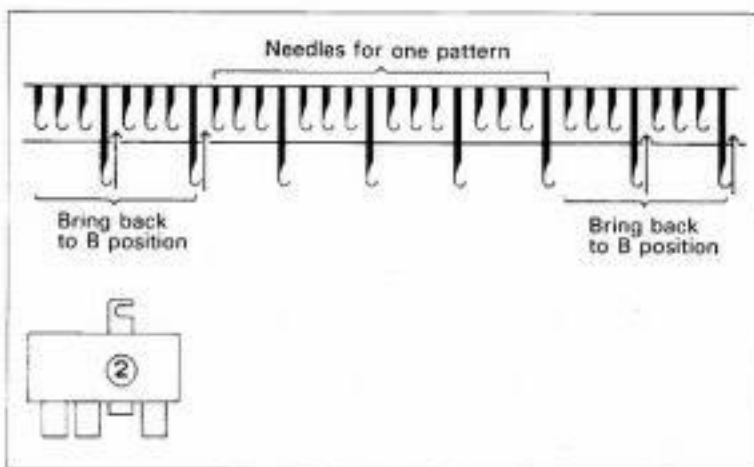 Needles for one pattern
Bring back
to B position
Bring back
to B position
②